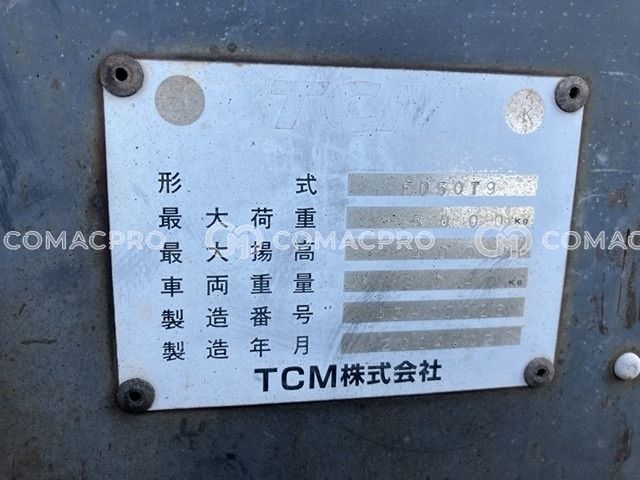 TCM
K
形式 FD50T9
最大荷重 5000KG
最大揚高
車両重量 KG
製造番号
製造年月
TCM株式会社
COMACPRO COMACPRO COMACPRO